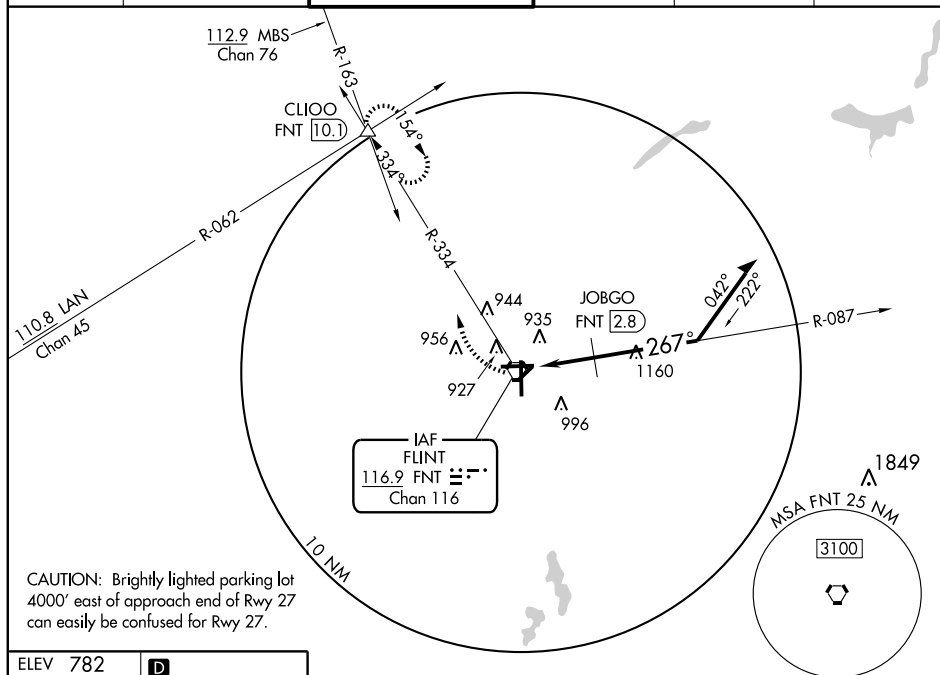 112.9 MBS
Chan 76
R-163
CLIOO
FNT 10.1
154°
334°
R-062
R-334
110.8 LAN
Chan 45
944
935
956
927
JOBGO
FNT 2.8
042°
222°
R-087
267°
1160
996
IAF
FLINT
116.9 FNT
Chan 116
1849
MSA FNT 25 NM
3100
10 NM
CAUTION: Brightly lighted parking lot
4000' east of approach end of Rwy 27
can easily be confused for Rwy 27.
ELEV 782
D